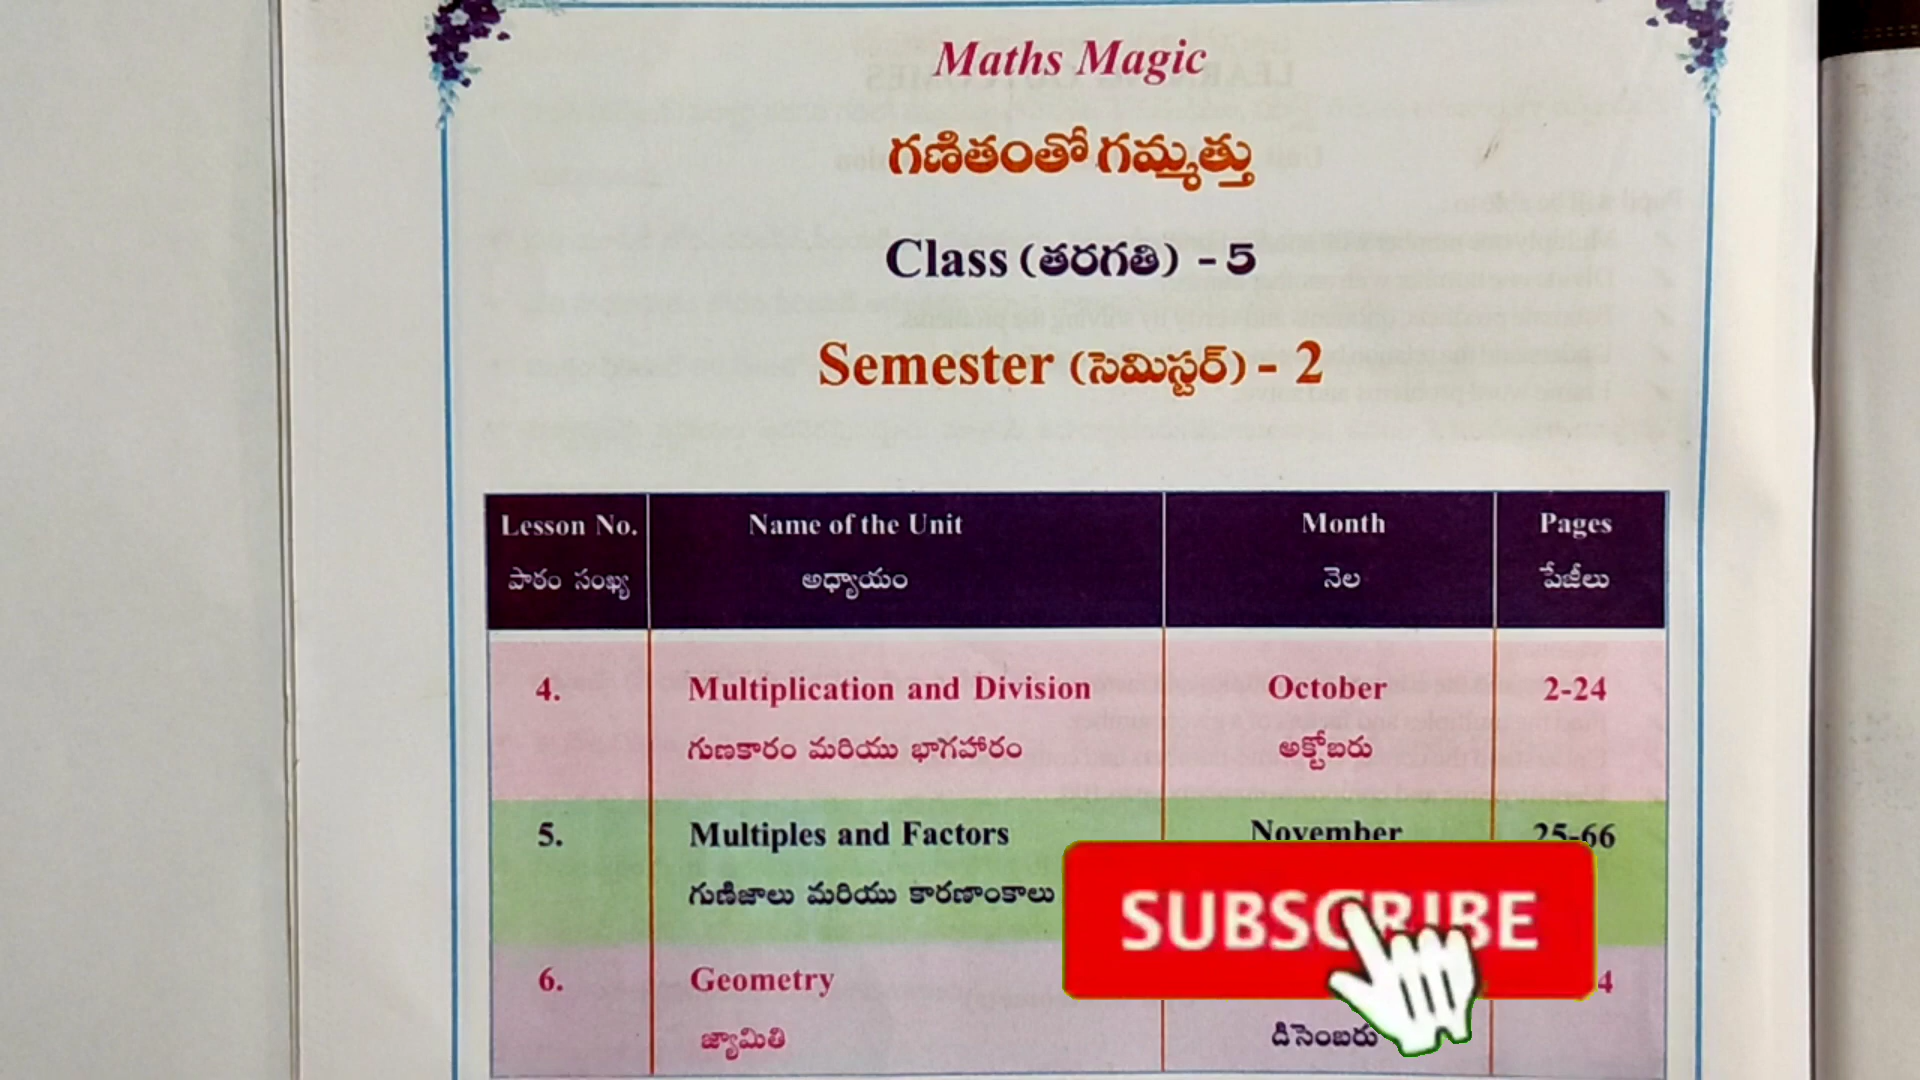 Maths Magic
గణితంతో గమ్మత్తు
Class (తరగతి) - 5
Semester (సెమిస్టర్) - 2
Lesson No. Name of the Unit Month Pages
పాఠం సంఖ్య అధ్యాయం నెల పేజీలు
4. Multiplication and Division October 2-24
గుణకారం మరియు భాగహారం అక్టోబరు
5. Multiples and Factors November 25-66
గుణిజాలు మరియు కారణాంకాలు
SUBSCRIBE
6. Geometry 4
జ్యామితి డిసెంబరు